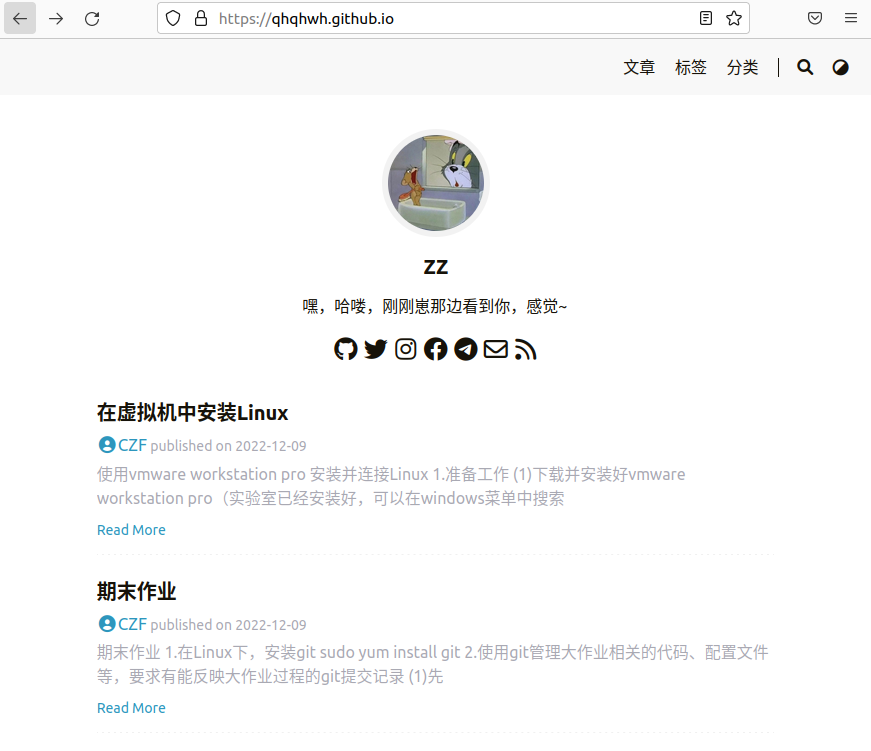 https://qhqhwh.github.io
文章 标签 分类
zz
嘿，哈喽，刚刚崽那边看到你，感觉~
在虚拟机中安装Linux
CZF published on 2022-12-09
使用vmware workstation pro 安装并连接Linux 1.准备工作 (1)下载并安装好vmware
workstation pro（实验室已经安装好，可以在windows菜单中搜索
Read More
期末作业
CZF published on 2022-12-09
期末作业 1.在Linux下，安装git sudo yum install git 2.使用git管理大作业相关的代码、配置文件
等，要求有能反映大作业过程的git提交记录 (1)先
Read More